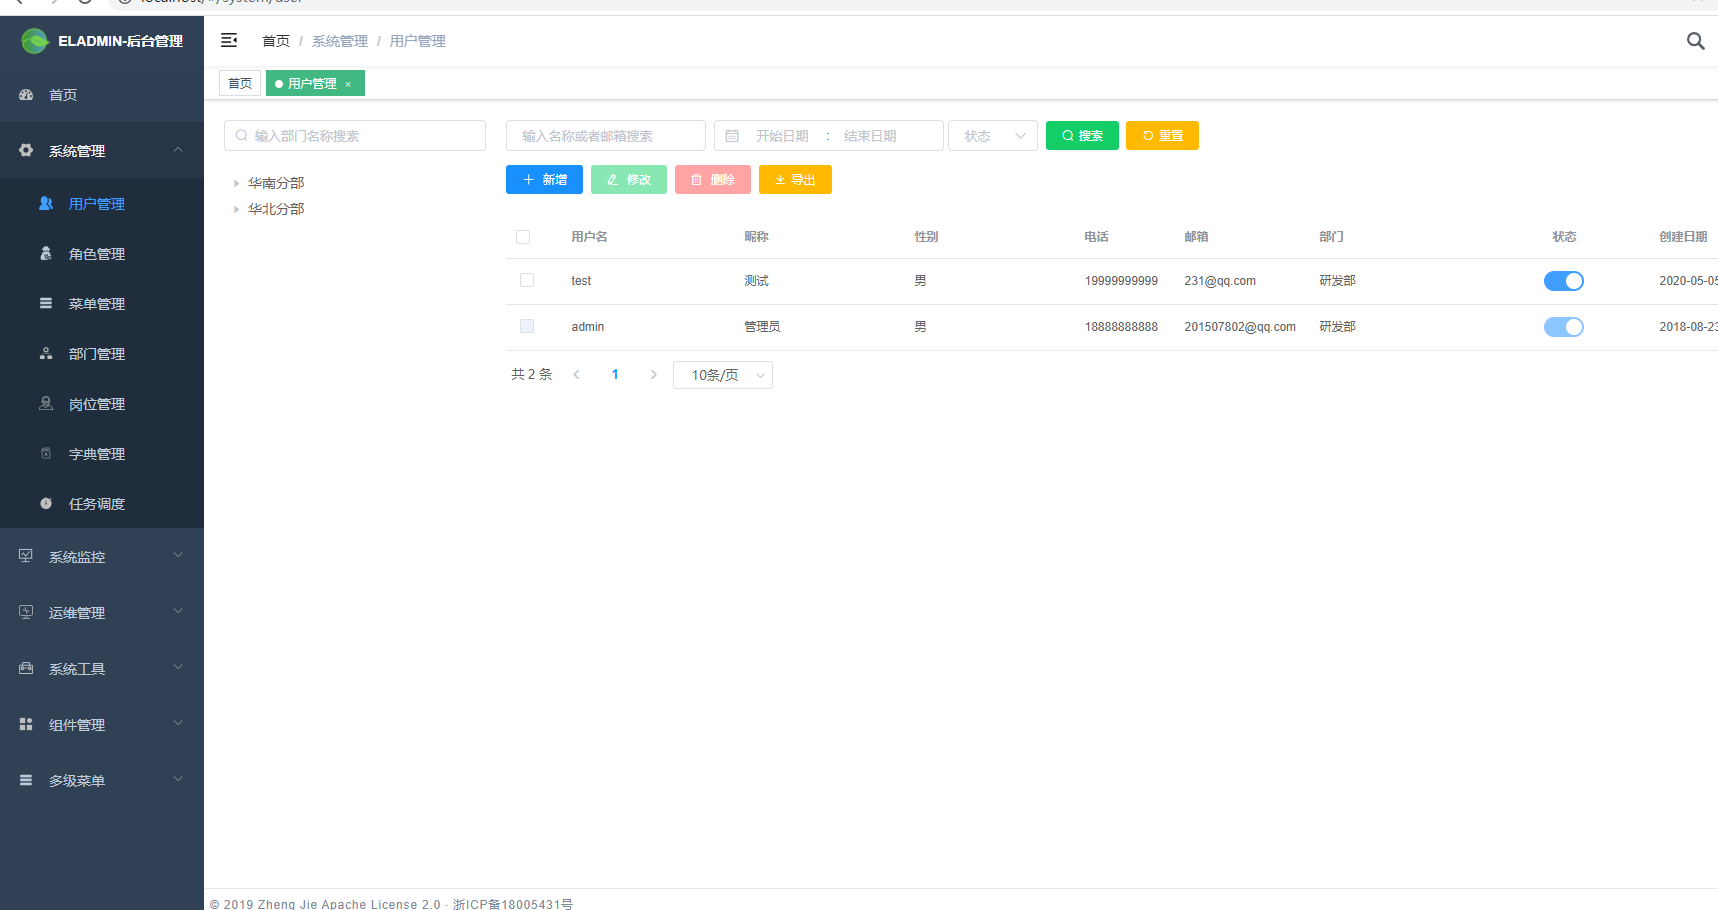 ELADMIN-后台管理
首页
系统管理
用户管理
角色管理
菜单管理
部门管理
岗位管理
字典管理
任务调度
系统监控
运维管理
系统工具
组件管理
多级菜单
首页 / 系统管理 / 用户管理
首页 用户管理 ×
输入部门名称搜索
华南分部
华北分部
输入名称或者邮箱搜索 开始日期 : 结束日期 状态 搜索 重置
新增 修改 删除 导出
用户名 昵称 性别 电话 邮箱 部门 状态 创建日期
test 测试 男 19999999999 231@qq.com 研发部 2020-05-05
admin 管理员 男 18888888888 201507802@qq.com 研发部 2018-08-23
共 2 条 1 10条/页
© 2019 Zheng Jie Apache License 2.0 · 浙ICP备18005431号